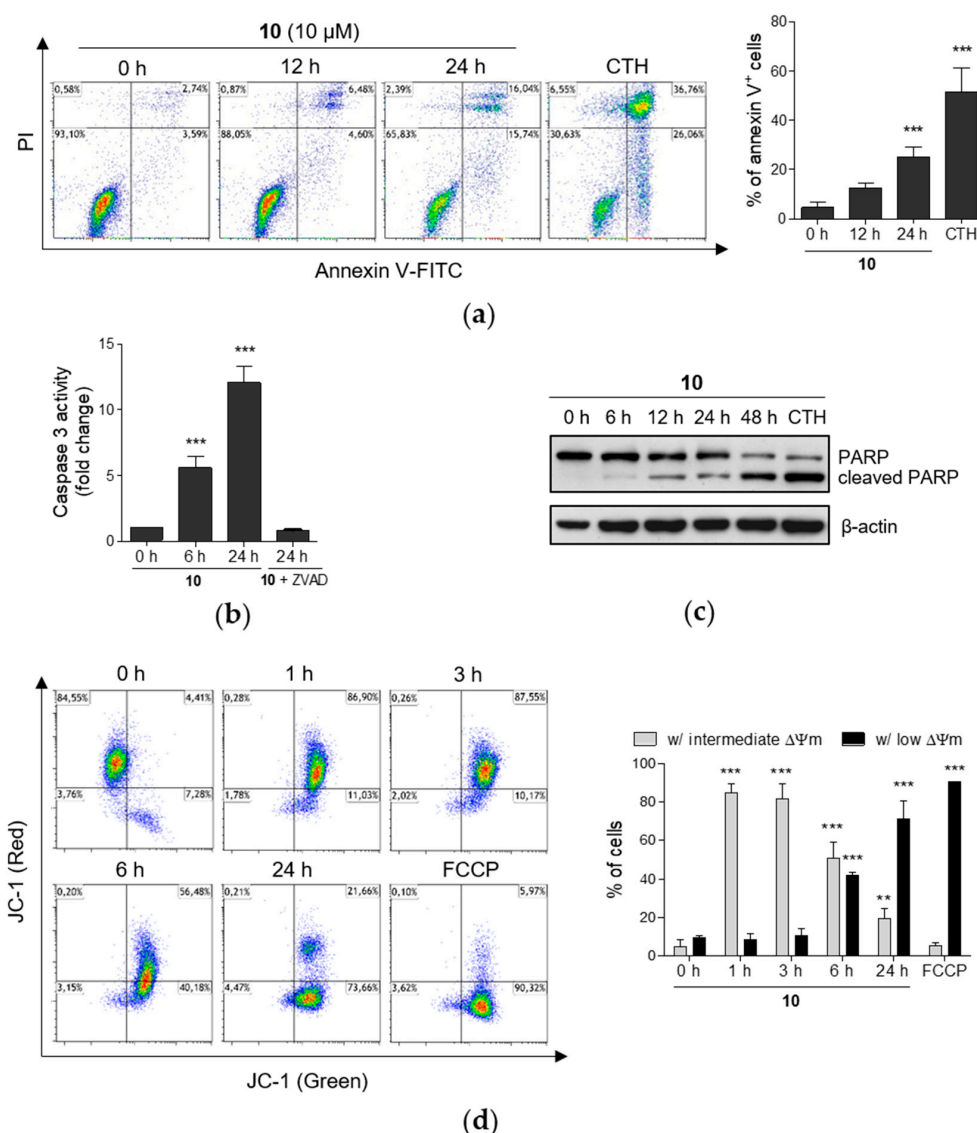 10 (10 μM)
0 h 12 h 24 h CTH
0,58% 2,74% 0,87% 6,48% 2,39% 16,04% 6,55% 36,76%
93,10% 3,59% 88,05% 4,60% 65,83% 15,74% 30,63% 26,06%
PI
Annexin V-FITC
% of annexin V+ cells
80
60
40
20
0
0 h 12 h 24 h CTH
10
(a)
Caspase 3 activity
(fold change)
15
10
5
0
***
***
0 h 6 h 24 h 24 h
10 10 + ZVAD
(b)
10
0 h 6 h 12 h 24 h 48 h CTH
PARP
cleaved PARP
β-actin
(c)
0 h 1 h 3 h
84,55% 4,41% 0,28% 86,90% 0,26% 87,55%
3,76% 7,28% 1,78% 11,03% 2,02% 10,17%
6 h 24 h FCCP
0,20% 56,48% 0,21% 21,66% 0,10% 5,97%
3,15% 40,18% 4,47% 73,66% 3,62% 90,32%
JC-1 (Red)
JC-1 (Green)
w/ intermediate ΔΨm w/ low ΔΨm
% of cells
100
80
60
40
20
0
*** *** *** *** ** *** ***
0 h 1 h 3 h 6 h 24 h FCCP
10
(d)